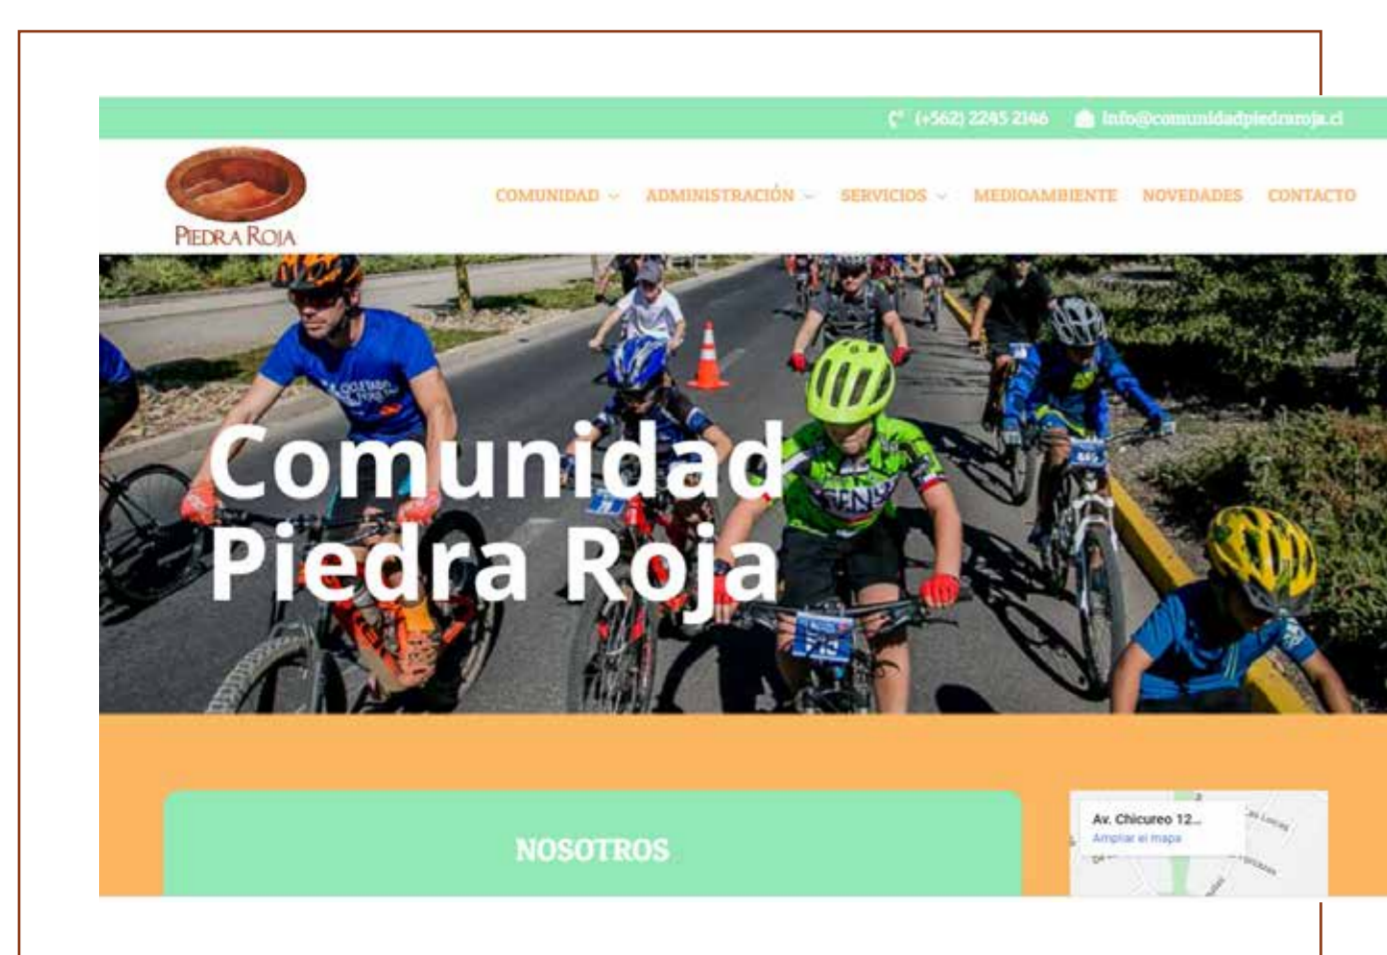 (+562) 2245 2146 info@comunidadpiedraroja.cl
PIEDRA ROJA
COMUNIDAD ADMINISTRACIÓN SERVICIOS MEDIOAMBIENTE NOVEDADES CONTACTO
Comunidad
Piedra Roja
NOSOTROS
Av. Chicureo 12...
Ampliar el mapa